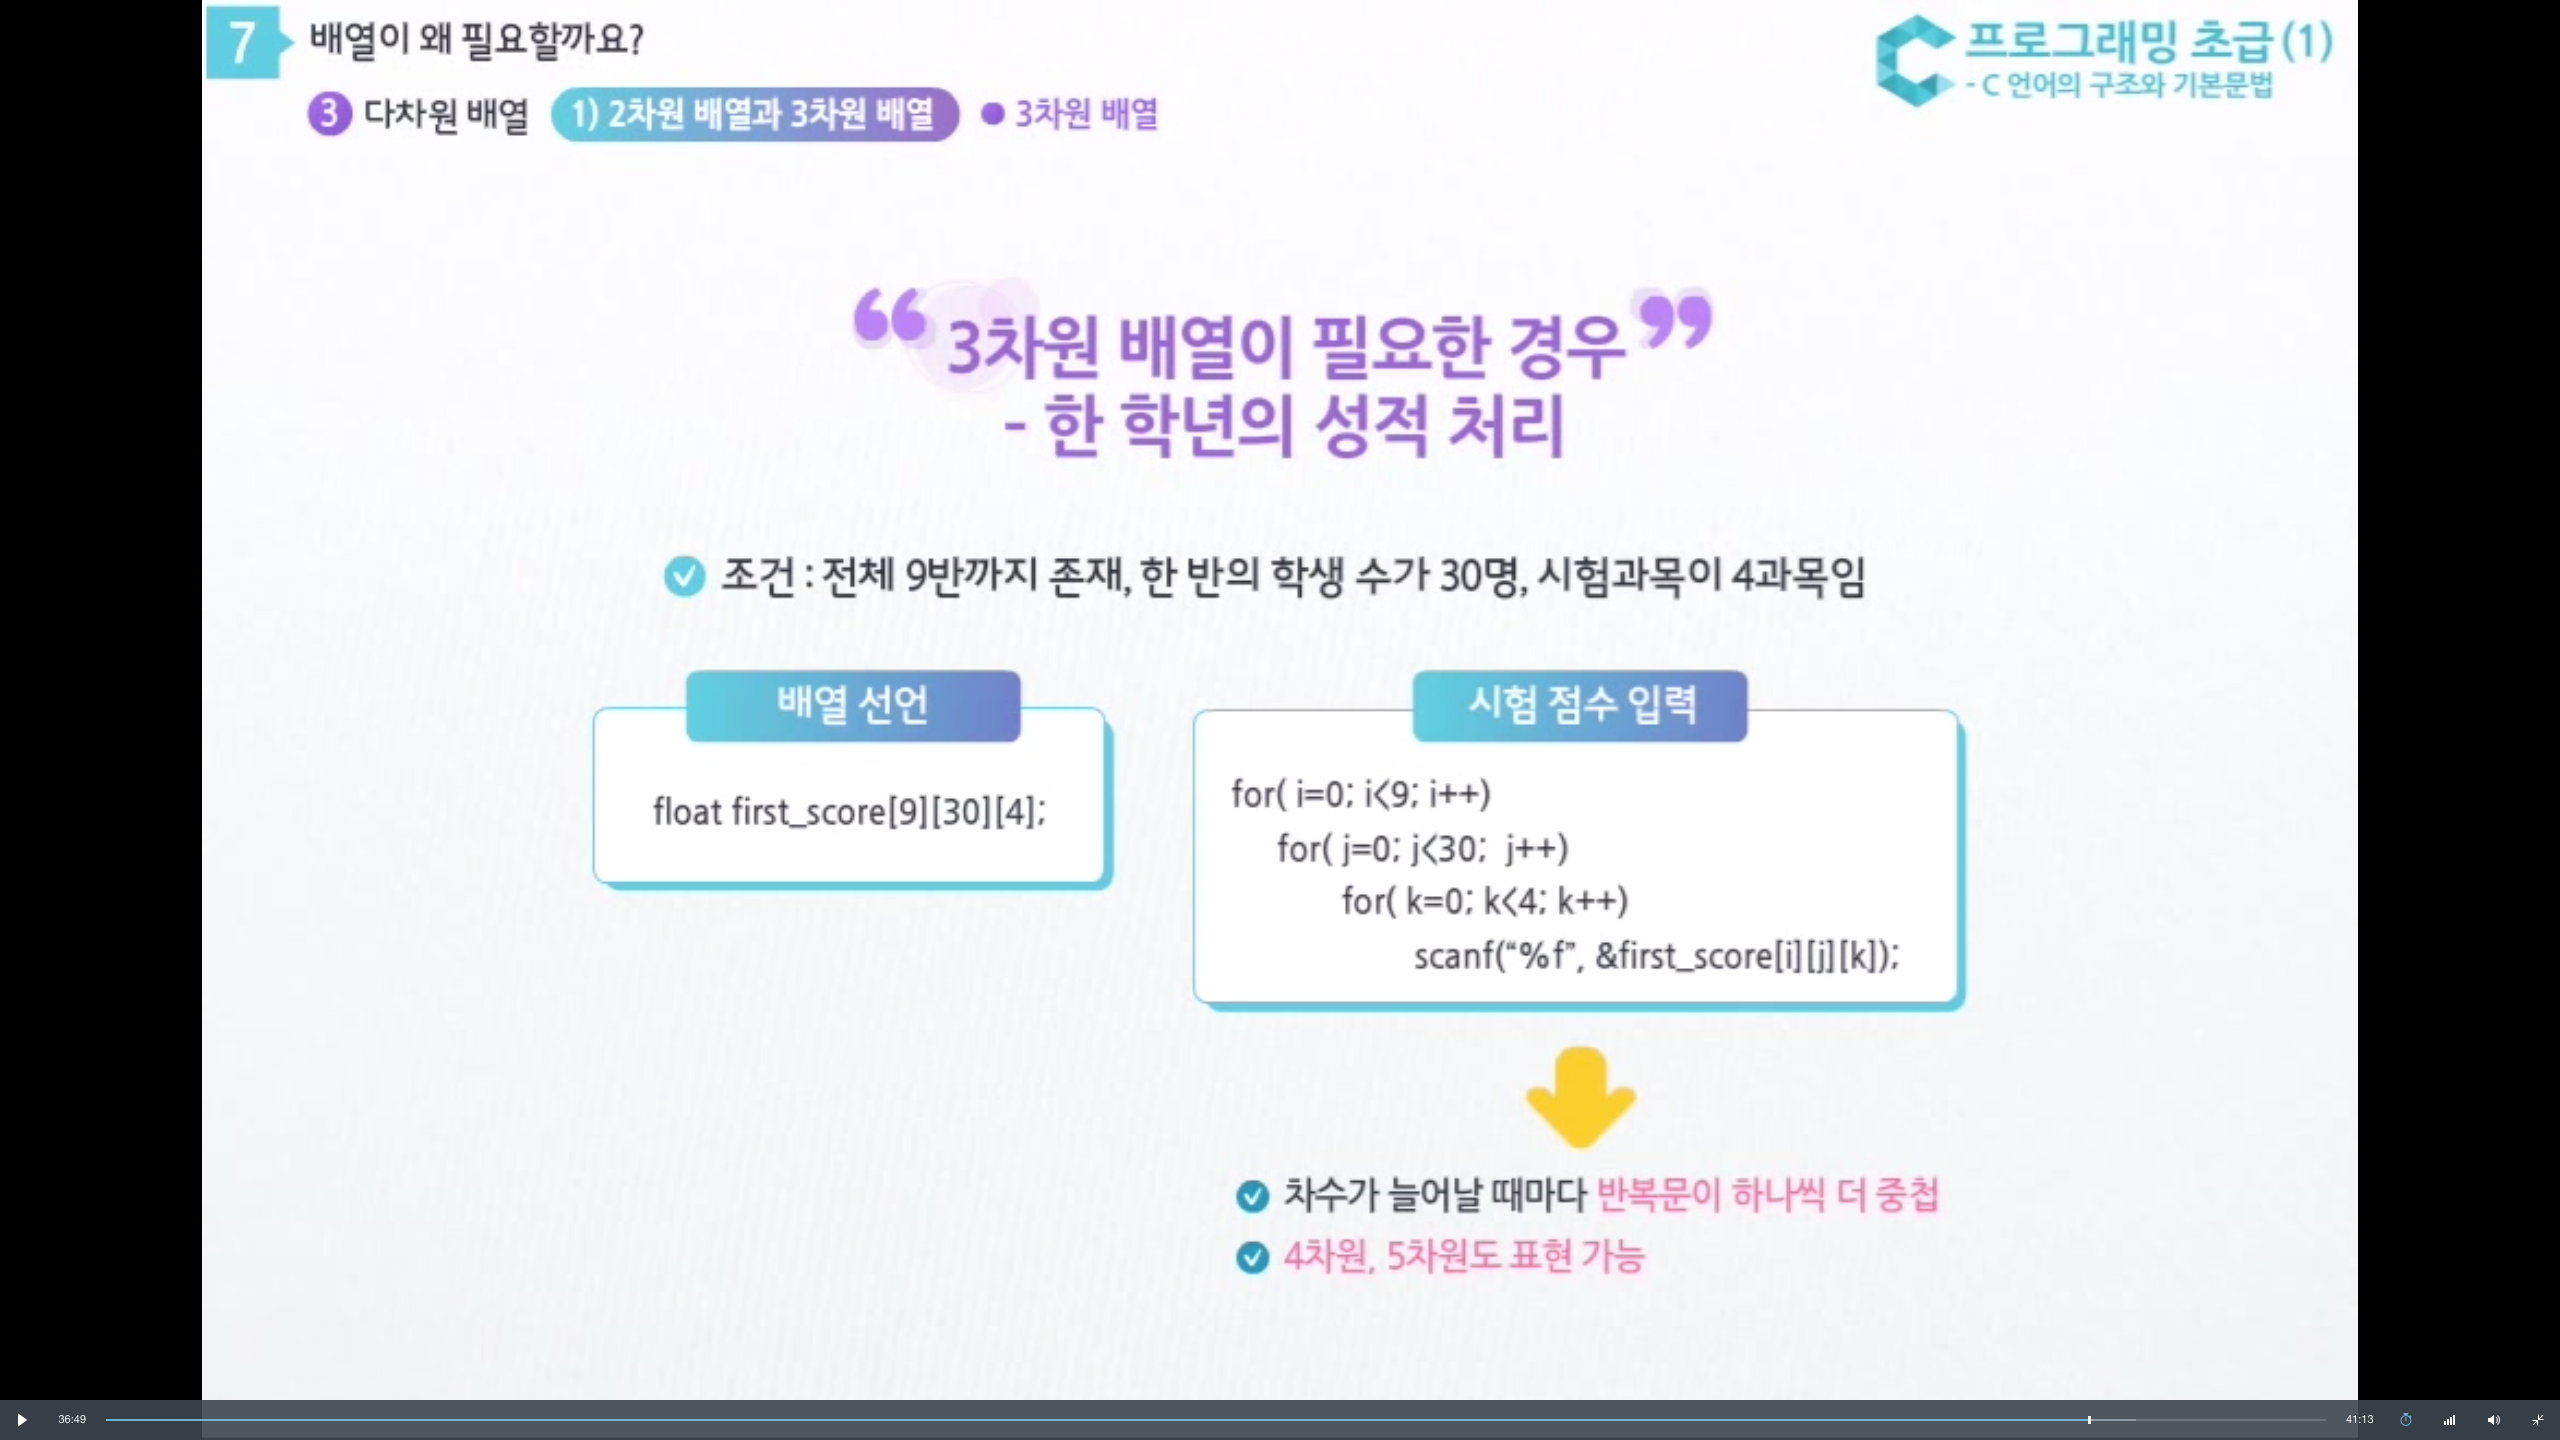 7 배열이 왜 필요할까요?
프로그래밍 초급(1)
- C 언어의 구조와 기본문법
3 다차원 배열 1) 2차원 배열과 3차원 배열 ● 3차원 배열
“3차원 배열이 필요한 경우”
- 한 학년의 성적 처리
조건 : 전체 9반까지 존재, 한 반의 학생 수가 30명, 시험과목이 4과목임
배열 선언
float first_score[9][30][4];
시험 점수 입력
for( i=0; i<9; i++)
for( j=0; j<30; j++)
for( k=0; k<4; k++)
scanf(“%f”, &first_score[i][j][k]);
차수가 늘어날 때마다 반복문이 하나씩 더 중첩
4차원, 5차원도 표현 가능
36:49
41:13